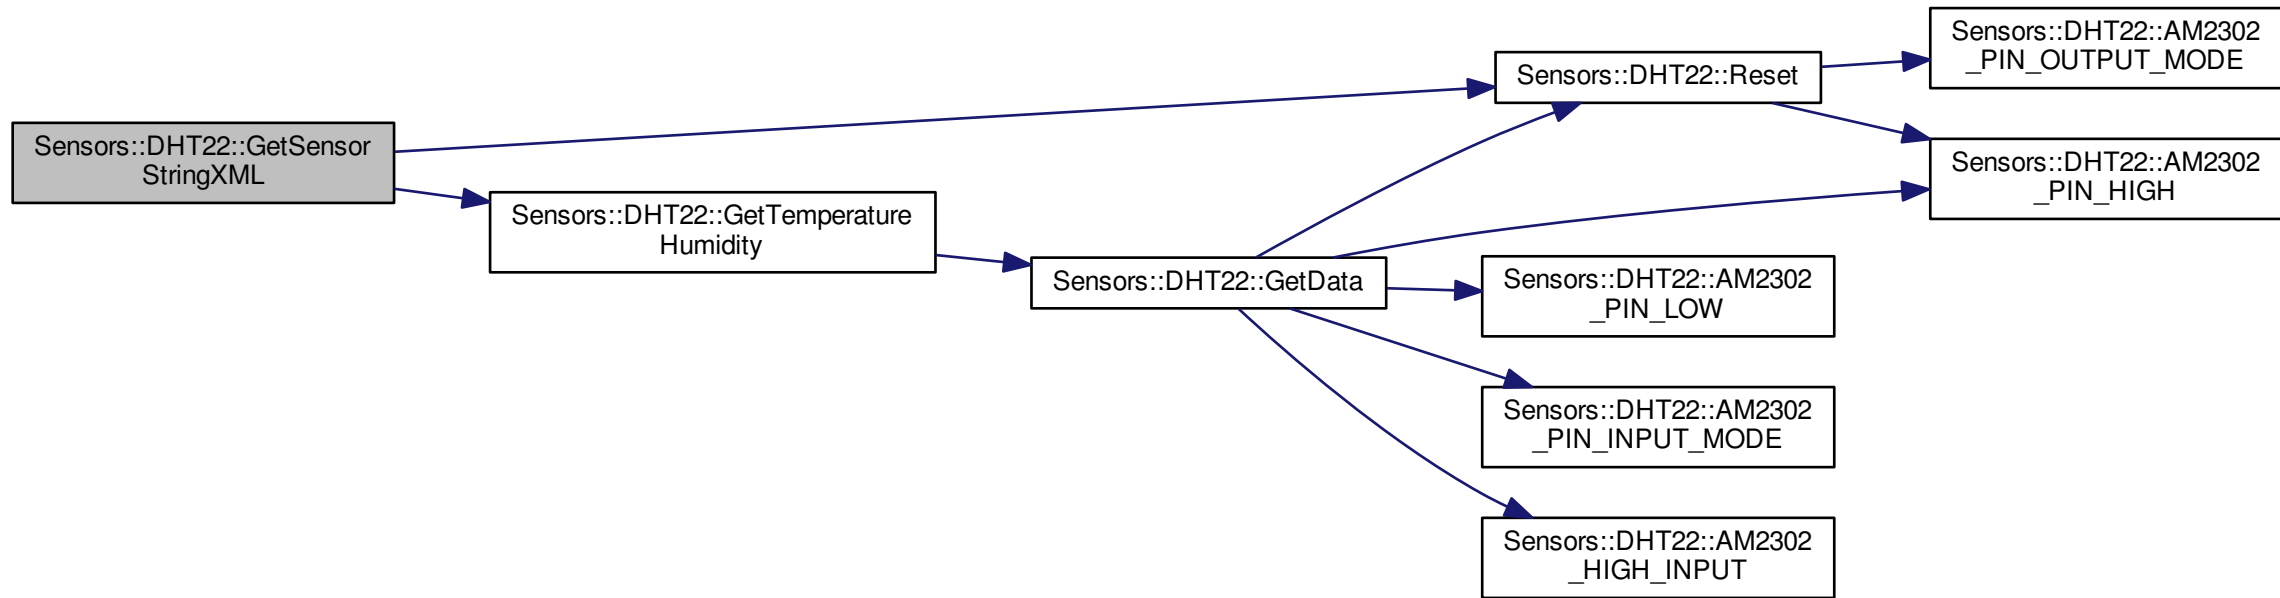 Sensors::DHT22::GetSensor
StringXML
Sensors::DHT22::GetTemperature
Humidity
Sensors::DHT22::GetData
Sensors::DHT22::Reset
Sensors::DHT22::AM2302
_PIN_OUTPUT_MODE
Sensors::DHT22::AM2302
_PIN_HIGH
Sensors::DHT22::AM2302
_PIN_LOW
Sensors::DHT22::AM2302
_PIN_INPUT_MODE
Sensors::DHT22::AM2302
_HIGH_INPUT